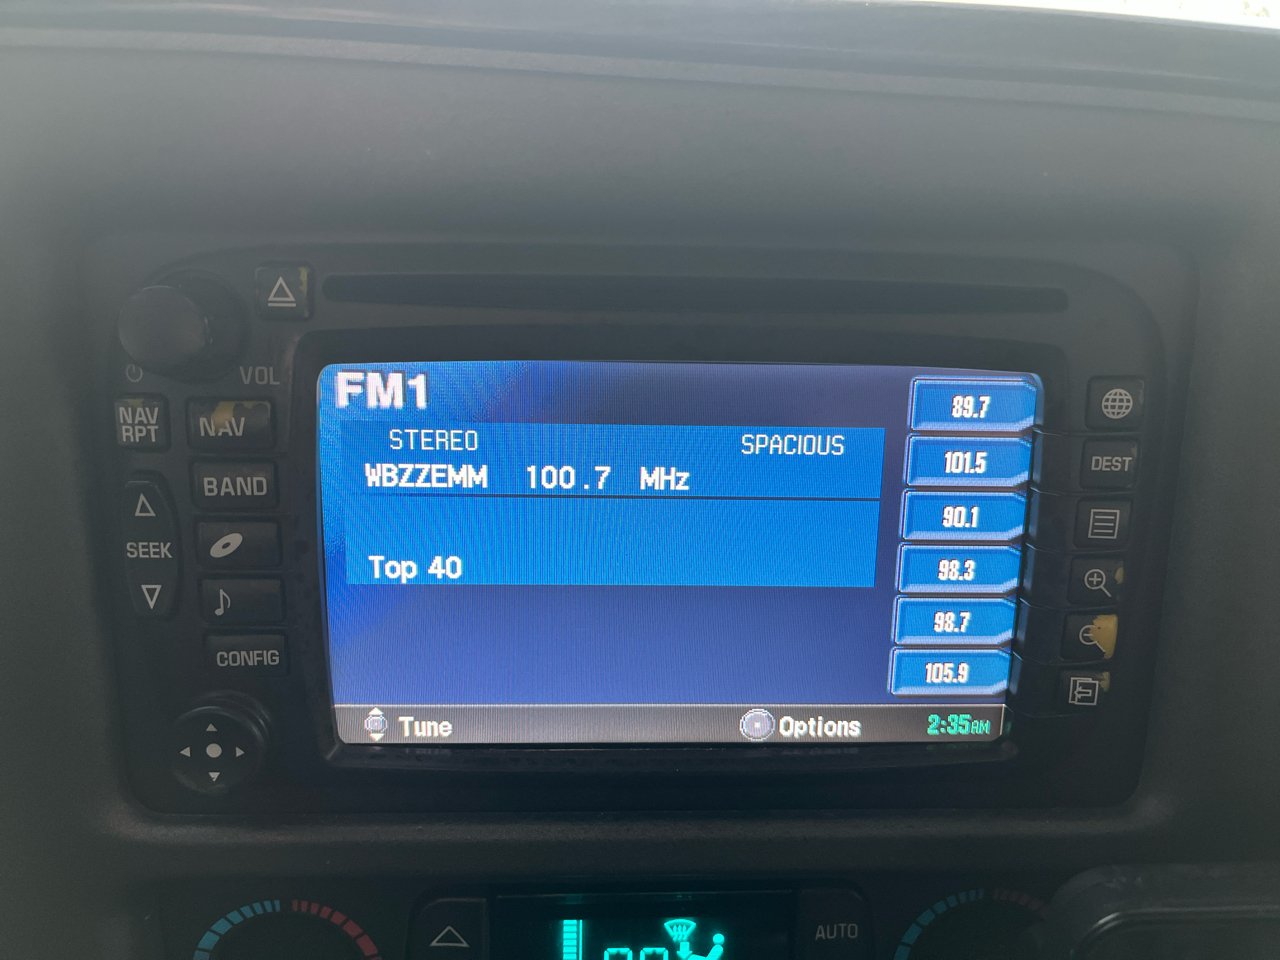 VOL
NAV
RPT
NAV
BAND
SEEK
CONFIG
FM1
STEREO SPACIOUS
WBZZEMM 100.7 MHz
Top 40
Tune Options 2:35AM
89.7
101.5
90.1
98.3
98.7
105.9
DEST
AUTO